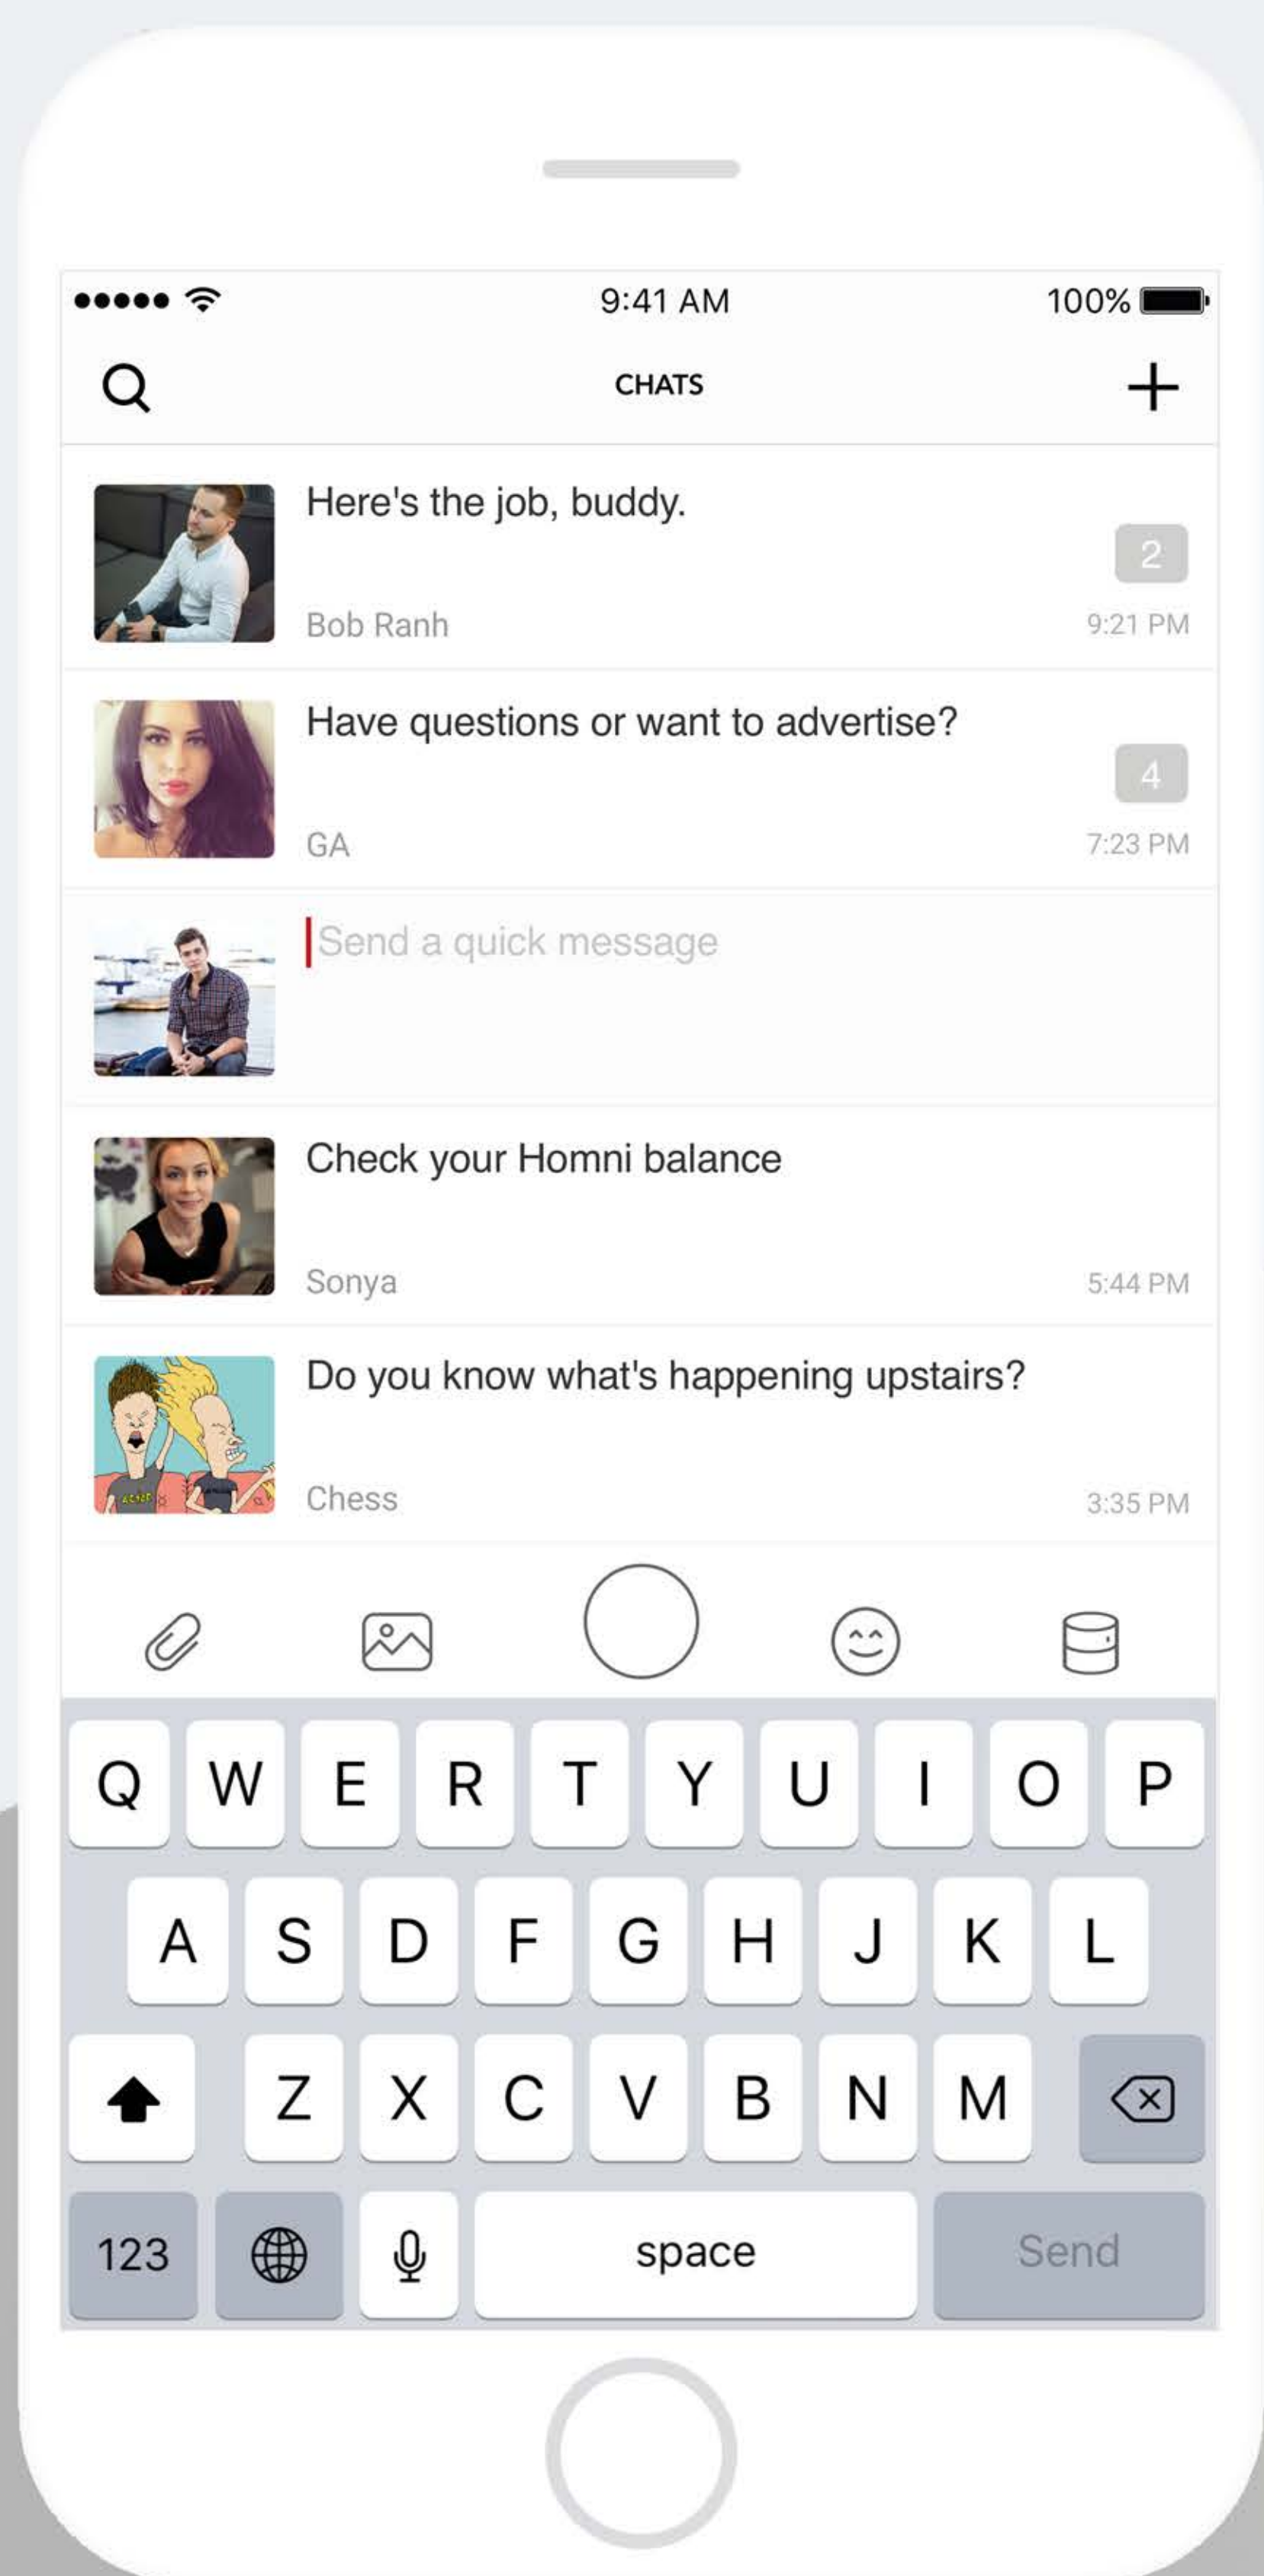 9:41 AM
100%
CHATS
Here's the job, buddy.
2
Bob Ranh
9:21 PM
Have questions or want to advertise?
4
GA
7:23 PM
Send a quick message
Check your Homni balance
Sonya
5:44 PM
Do you know what's happening upstairs?
Chess
3:35 PM
Q W E R T Y U I O P
A S D F G H J K L
Z X C V B N M
123 space Send